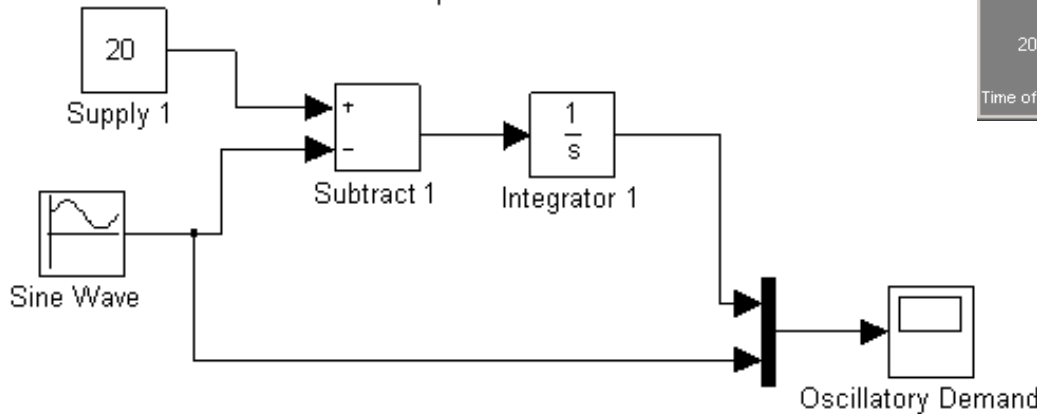 20
Supply 1
+
−
Subtract 1
1
s
Integrator 1
Sine Wave
Oscillatory Demand
20
Time of